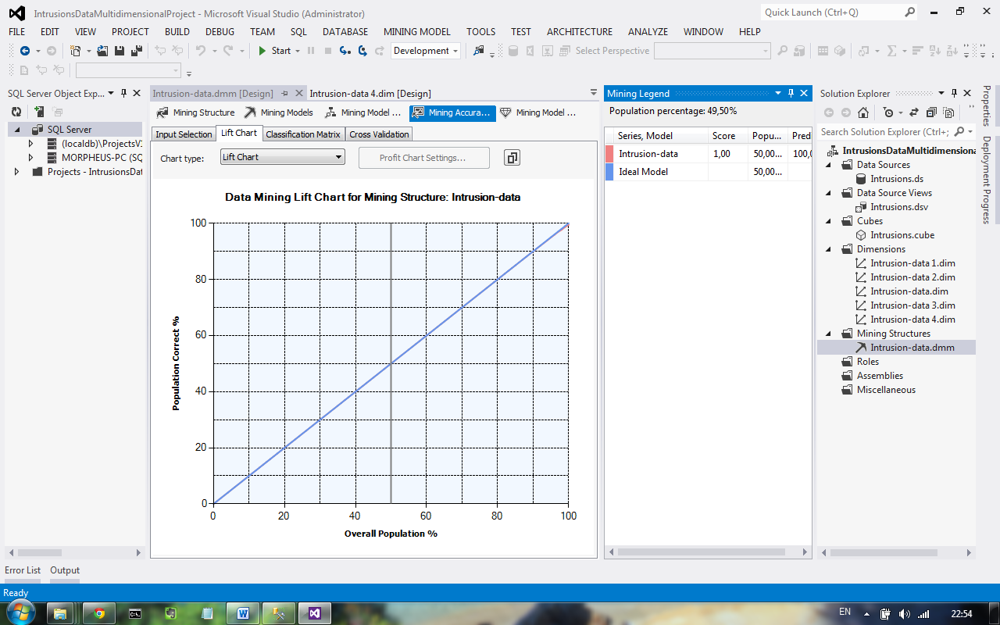 IntrusionsDataMultidimensionalProject - Microsoft Visual Studio (Administrator)
Quick Launch (Ctrl+Q)
FILE EDIT VIEW PROJECT BUILD DEBUG TEAM SQL DATABASE MINING MODEL TOOLS TEST ARCHITECTURE ANALYZE WINDOW HELP
Start Development Select Perspective
SQL Server Object Exp...
SQL Server
(localdb)\ProjectsV
MORPHEUS-PC (SQ
Projects - IntrusionsDat
Intrusion-data.dmm [Design] Intrusion-data 4.dim [Design]
Mining Structure Mining Models Mining Model ... Mining Accura... Mining Model ...
Input Selection Lift Chart Classification Matrix Cross Validation
Chart type: Lift Chart Profit Chart Settings...
Data Mining Lift Chart for Mining Structure: Intrusion-data
Population Correct %
100
80
60
40
20
0
0 20 40 60 80 100
Overall Population %
Mining Legend
Population percentage: 49,50%
Series, Model Score Popu... Pred
Intrusion-data 1,00 50,00... 100,0
Ideal Model 50,00...
Solution Explorer
Search Solution Explorer (Ctrl+;
IntrusionsDataMultidimensiona
Data Sources
Intrusions.ds
Data Source Views
Intrusions.dsv
Cubes
Intrusions.cube
Dimensions
Intrusion-data 1.dim
Intrusion-data 2.dim
Intrusion-data.dim
Intrusion-data 3.dim
Intrusion-data 4.dim
Mining Structures
Intrusion-data.dmm
Roles
Assemblies
Miscellaneous
Properties
Deployment Progress
Error List Output
Ready
EN 22:54